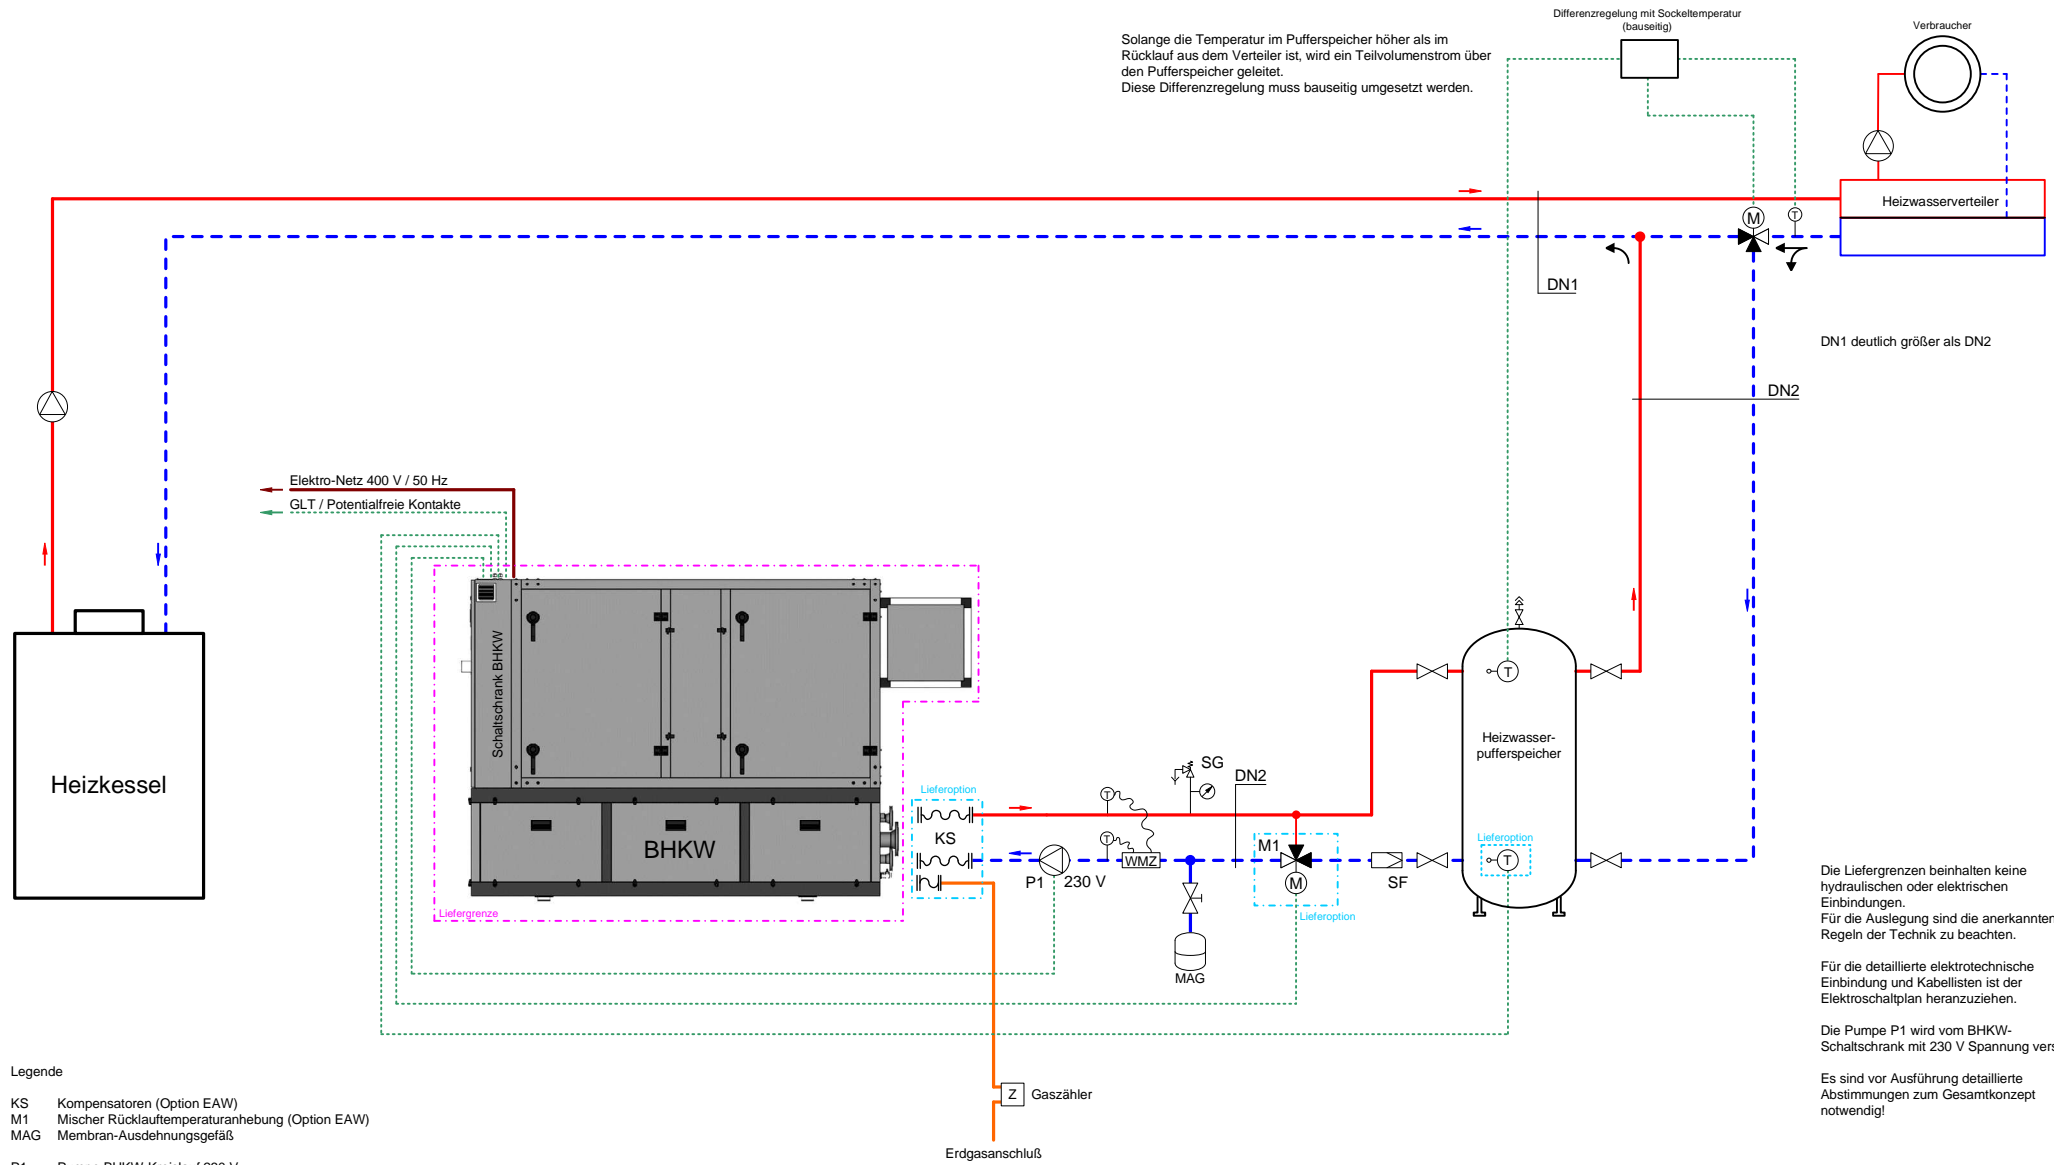 Differenzregelung mit Sockeltemperatur
(bauseitig)
Verbraucher
Solange die Temperatur im Pufferspeicher höher als im
Rücklauf aus dem Verteiler ist, wird ein Teilvolumenstrom über
den Pufferspeicher geleitet.
Diese Differenzregelung muss bauseitig umgesetzt werden.
Heizwasserverteiler
M
T
DN1
DN1 deutlich größer als DN2
DN2
Elektro-Netz 400 V / 50 Hz
GLT / Potentialfreie Kontakte
Schaltschrank BHKW
Heizkessel
BHKW
Liefergrenze
Lieferoption
KS
P1
230 V
T
T
WMZ
SG
DN2
M1
M
Lieferoption
SF
MAG
T
Heizwasser-
pufferspeicher
Lieferoption
T
Die Liefergrenzen beinhalten keine
hydraulischen oder elektrischen
Einbindungen.
Für die Auslegung sind die anerkannten
Regeln der Technik zu beachten.
Für die detaillierte elektrotechnische
Einbindung und Kabellisten ist der
Elektroschaltplan heranzuziehen.
Die Pumpe P1 wird vom BHKW-
Schaltschrank mit 230 V Spannung vers
Es sind vor Ausführung detaillierte
Abstimmungen zum Gesamtkonzept
notwendig!
Z Gaszähler
Erdgasanschluß
Legende
KS Kompensatoren (Option EAW)
M1 Mischer Rücklauftemperaturanhebung (Option EAW)
MAG Membran-Ausdehnungsgefäß